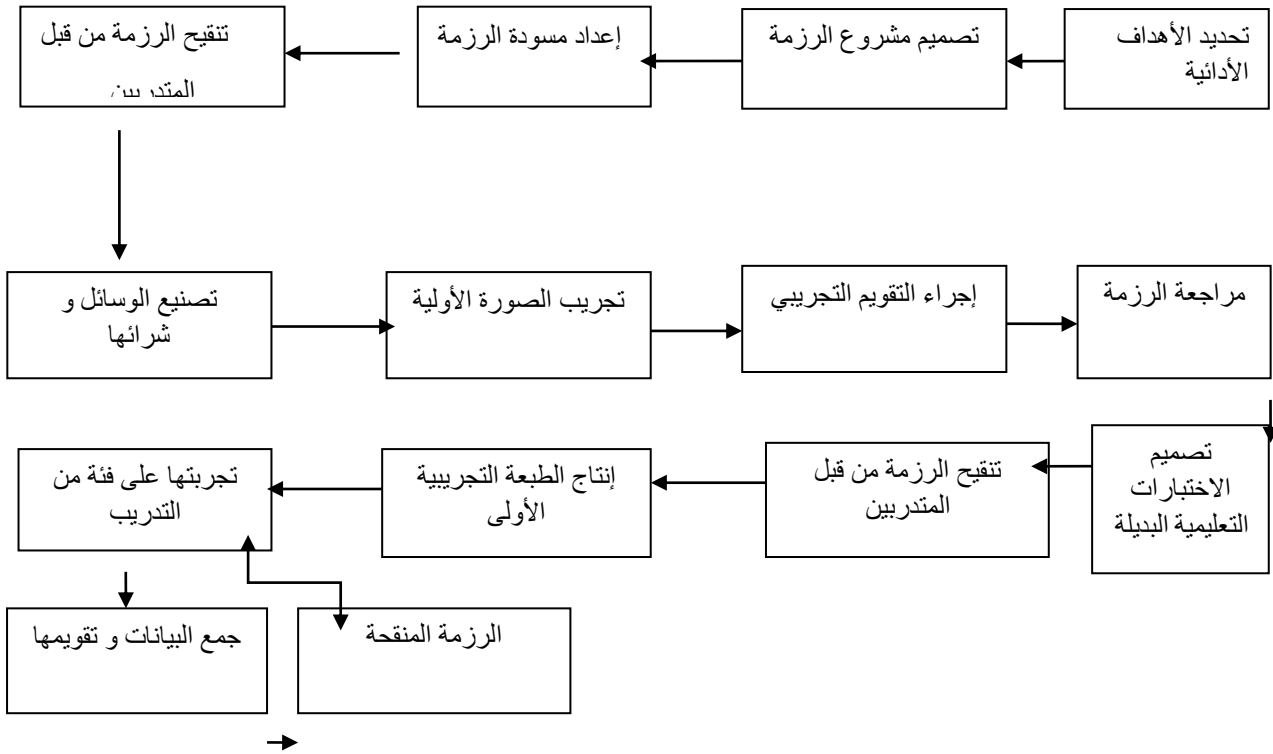 تحديد الأهداف
الأدائية
تصميم مشروع الرزمة
إعداد مسودة الرزمة
تنقيح الرزمة من قبل
المتدربين
تصنيع الوسائل و
شرائها
تجريب الصورة الأولية
إجراء التقويم التجريبي
مراجعة الرزمة
تصميم
الاختبارات
التعليمية البديلة
تنقيح الرزمة من قبل
المتدربين
إنتاج الطبعة التجريبية
الأولى
تجربتها على فئة من
التدريب
جمع البيانات و تقويمها
الرزمة المنقحة